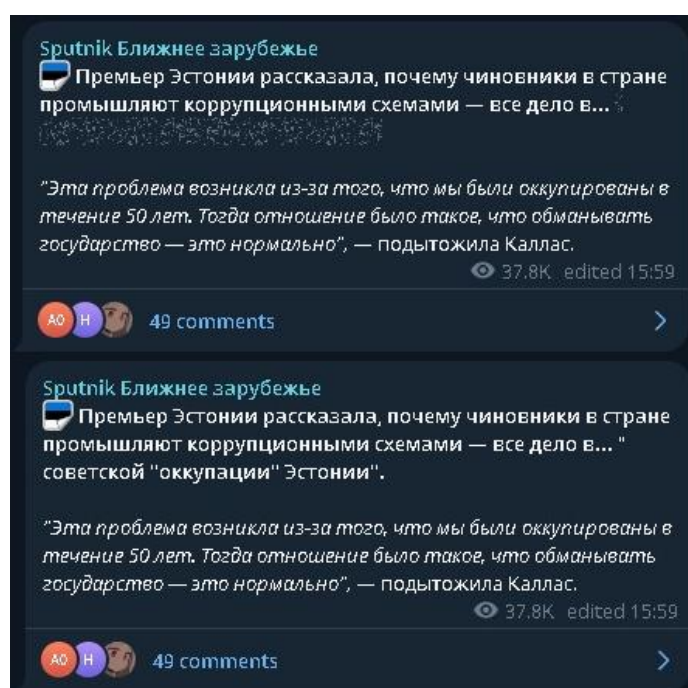 Sputnik Ближнее зарубежье
Премьер Эстонии рассказала, почему чиновники в стране
промышляют коррупционными схемами — все дело в...
"Эта проблема возникла из-за того, что мы были оккупированы в
течение 50 лет. Тогда отношение было такое, что обманывать
государство — это нормально", — подытожила Каллас.
37.8K edited 15:59
АО Н 49 comments
Sputnik Ближнее зарубежье
Премьер Эстонии рассказала, почему чиновники в стране
промышляют коррупционными схемами — все дело в... "
советской "оккупации" Эстонии".
"Эта проблема возникла из-за того, что мы были оккупированы в
течение 50 лет. Тогда отношение было такое, что обманывать
государство — это нормально", — подытожила Каллас.
37.8K edited 15:59
АО Н 49 comments